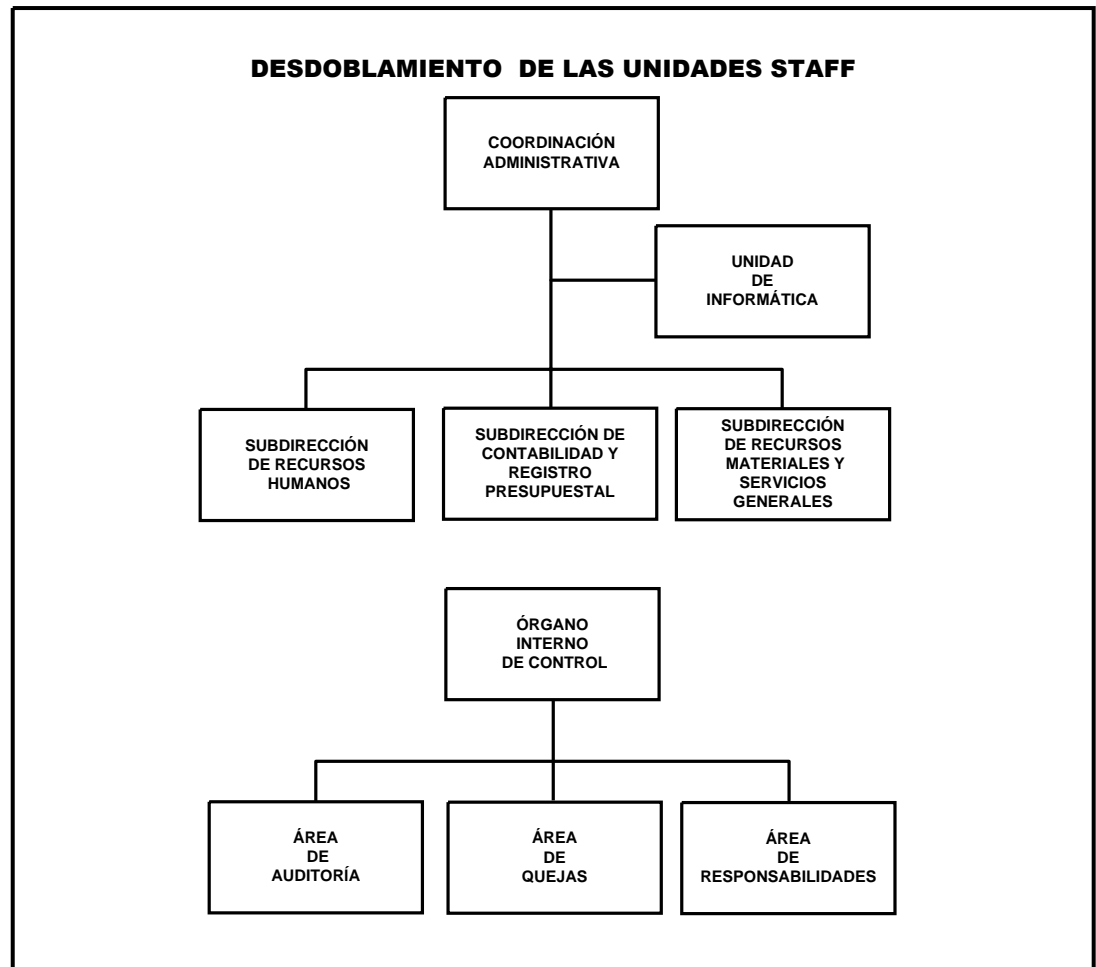 DESDOBLAMIENTO DE LAS UNIDADES STAFF
COORDINACIÓN
ADMINISTRATIVA
UNIDAD
DE
INFORMÁTICA
SUBDIRECCIÓN
DE RECURSOS
HUMANOS
SUBDIRECCIÓN DE
CONTABILIDAD Y
REGISTRO
PRESUPUESTAL
SUBDIRECCIÓN
DE RECURSOS
MATERIALES Y
SERVICIOS
GENERALES
ÓRGANO
INTERNO
DE CONTROL
ÁREA
DE
AUDITORÍA
ÁREA
DE
QUEJAS
ÁREA
DE
RESPONSABILIDADES